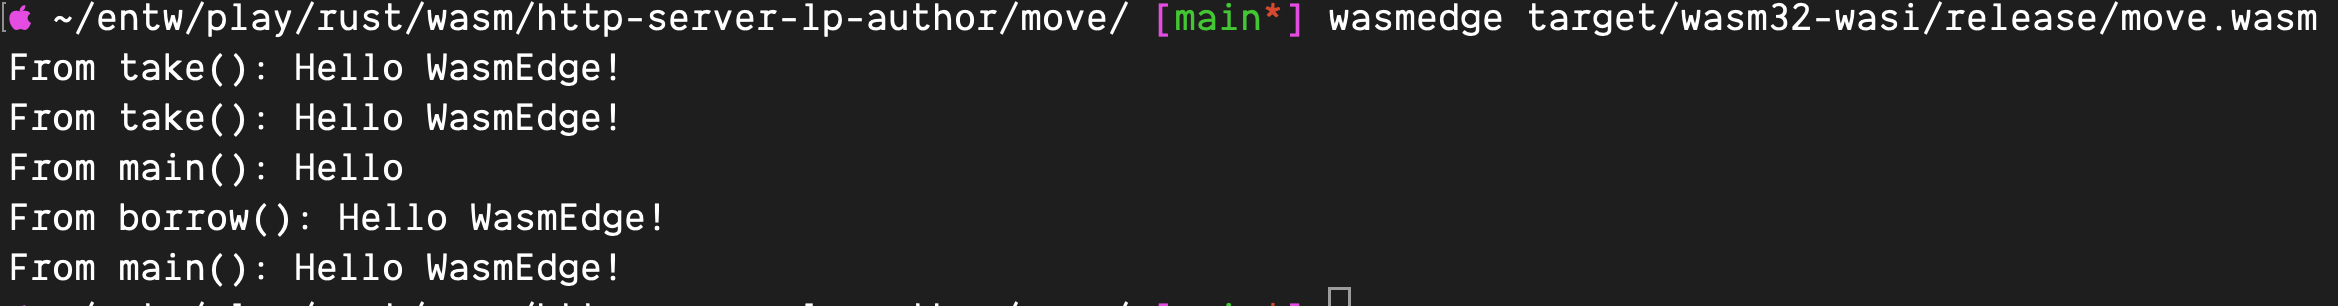 ~/entw/play/rust/wasm/http-server-lp-author/move/ [main*] wasmedge target/wasm32-wasi/release/move.wasm
From take(): Hello WasmEdge!
From take(): Hello WasmEdge!
From main(): Hello
From borrow(): Hello WasmEdge!
From main(): Hello WasmEdge!